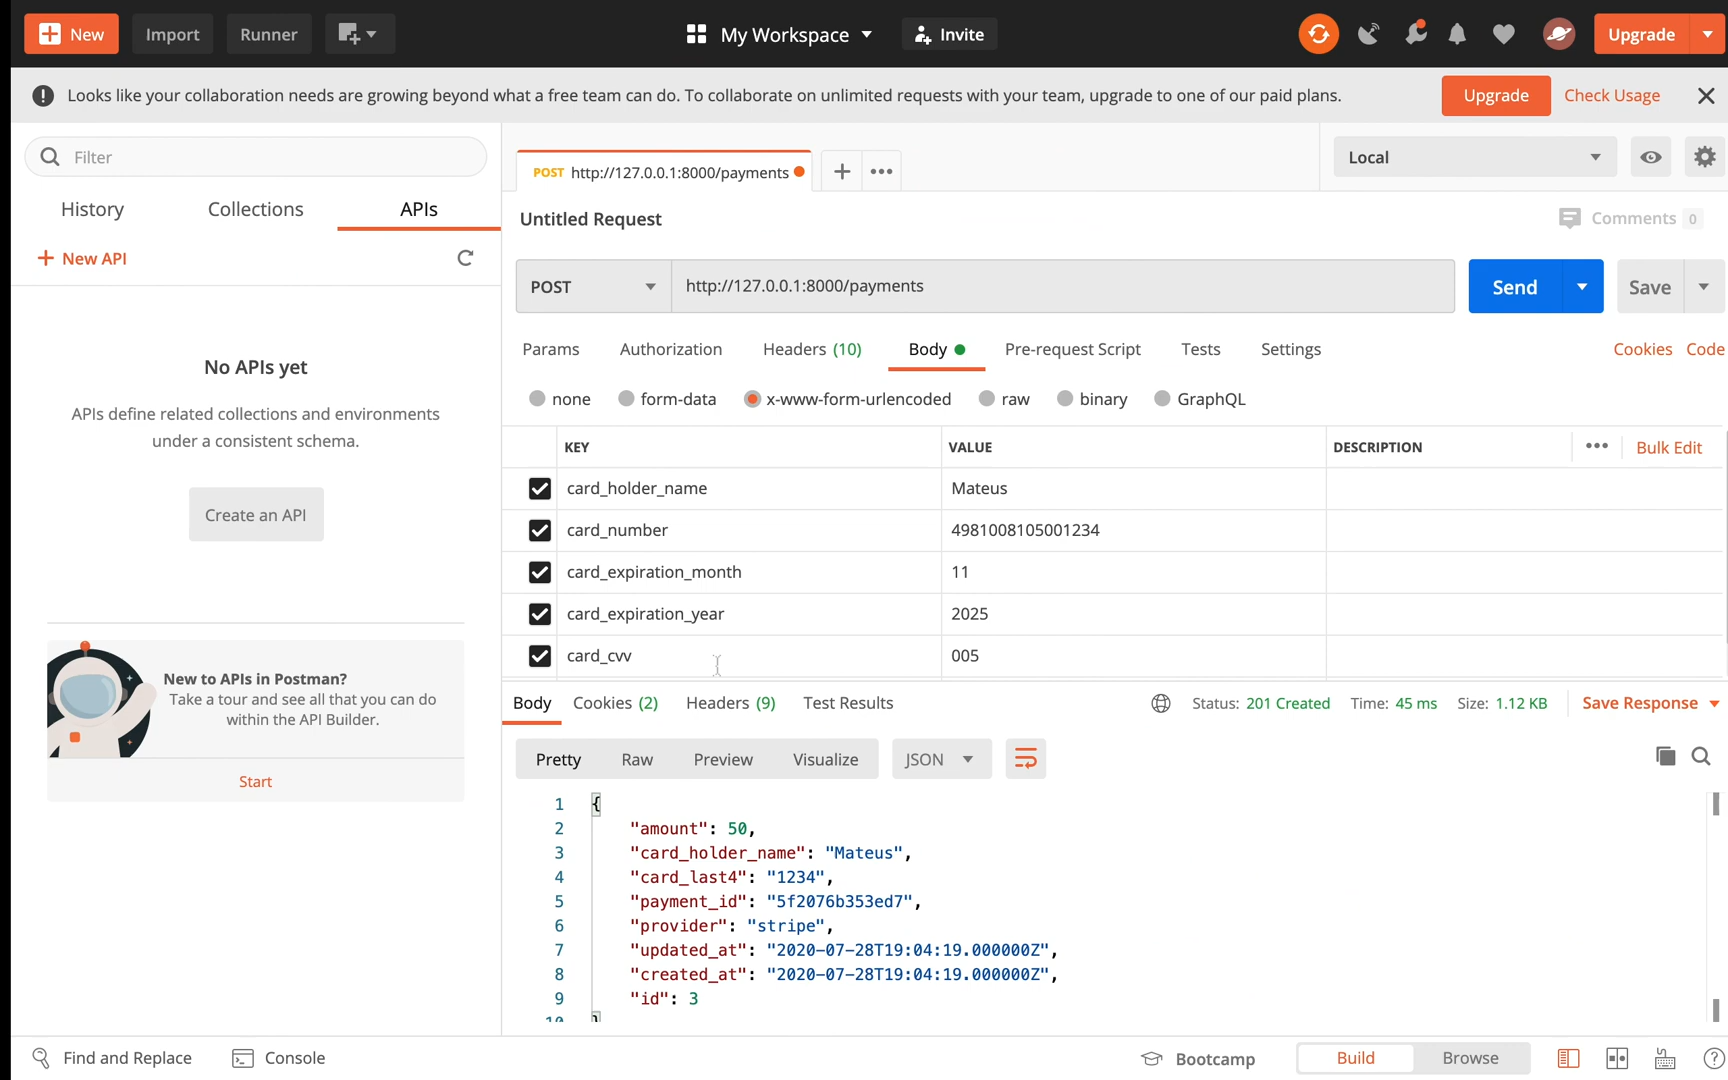 New Import Runner My Workspace Invite Upgrade
Looks like your collaboration needs are growing beyond what a free team can do. To collaborate on unlimited requests with your team, upgrade to one of our paid plans. Upgrade Check Usage
Filter
History Collections APIs
New API
No APIs yet
APIs define related collections and environments
under a consistent schema.
Create an API
New to APIs in Postman?
Take a tour and see all that you can do
within the API Builder.
Start
POST http://127.0.0.1:8000/payments
Local
Untitled Request
Comments 0
POST http://127.0.0.1:8000/payments Send Save
Params Authorization Headers (10) Body Pre-request Script Tests Settings Cookies Code
none form-data x-www-form-urlencoded raw binary GraphQL
KEY VALUE DESCRIPTION Bulk Edit
card_holder_name Mateus
card_number 4981008105001234
card_expiration_month 11
card_expiration_year 2025
card_cvv 005
Body Cookies (2) Headers (9) Test Results Status: 201 Created Time: 45 ms Size: 1.12 KB Save Response
Pretty Raw Preview Visualize JSON
1 {
2 "amount": 50,
3 "card_holder_name": "Mateus",
4 "card_last4": "1234",
5 "payment_id": "5f2076b353ed7",
6 "provider": "stripe",
7 "updated_at": "2020-07-28T19:04:19.000000Z",
8 "created_at": "2020-07-28T19:04:19.000000Z",
9 "id": 3
10 }
Find and Replace Console Bootcamp Build Browse